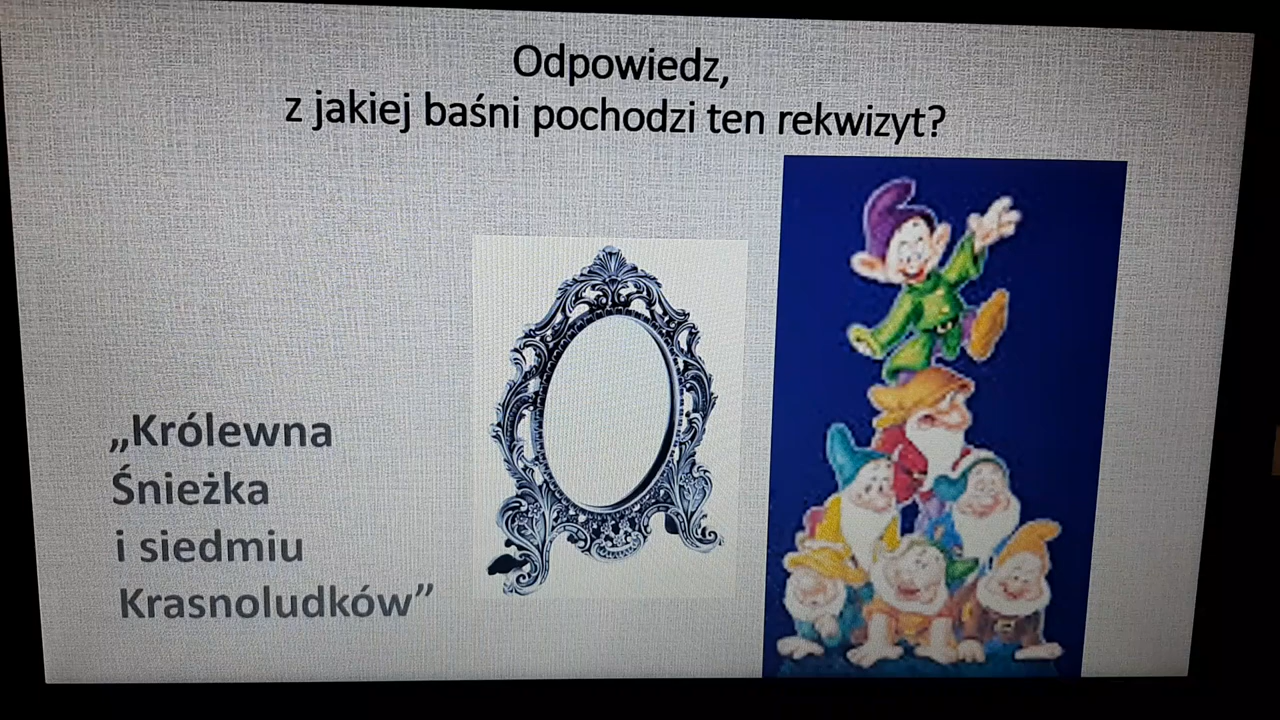 Odpowiedz,
z jakiej baśni pochodzi ten rekwizyt?
„Królewna
Śnieżka
i siedmiu
Krasnoludków”